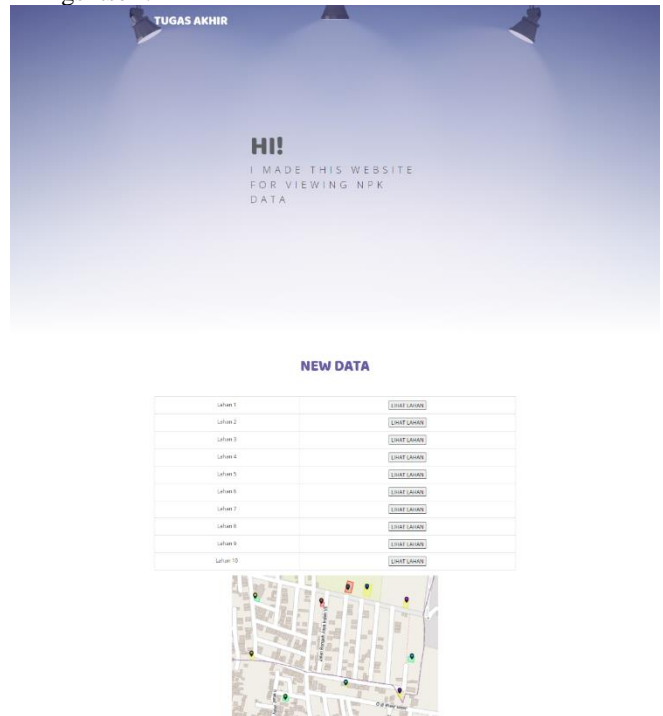 TUGAS AKHIR
HI!
I MADE THIS WEBSITE
FOR VIEWING NPK
DATA
NEW DATA
Lahan 1 LIHAT LAHAN
Lahan 2 LIHAT LAHAN
Lahan 3 LIHAT LAHAN
Lahan 4 LIHAT LAHAN
Lahan 5 LIHAT LAHAN
Lahan 6 LIHAT LAHAN
Lahan 7 LIHAT LAHAN
Lahan 8 LIHAT LAHAN
Lahan 9 LIHAT LAHAN
Lahan 10 LIHAT LAHAN